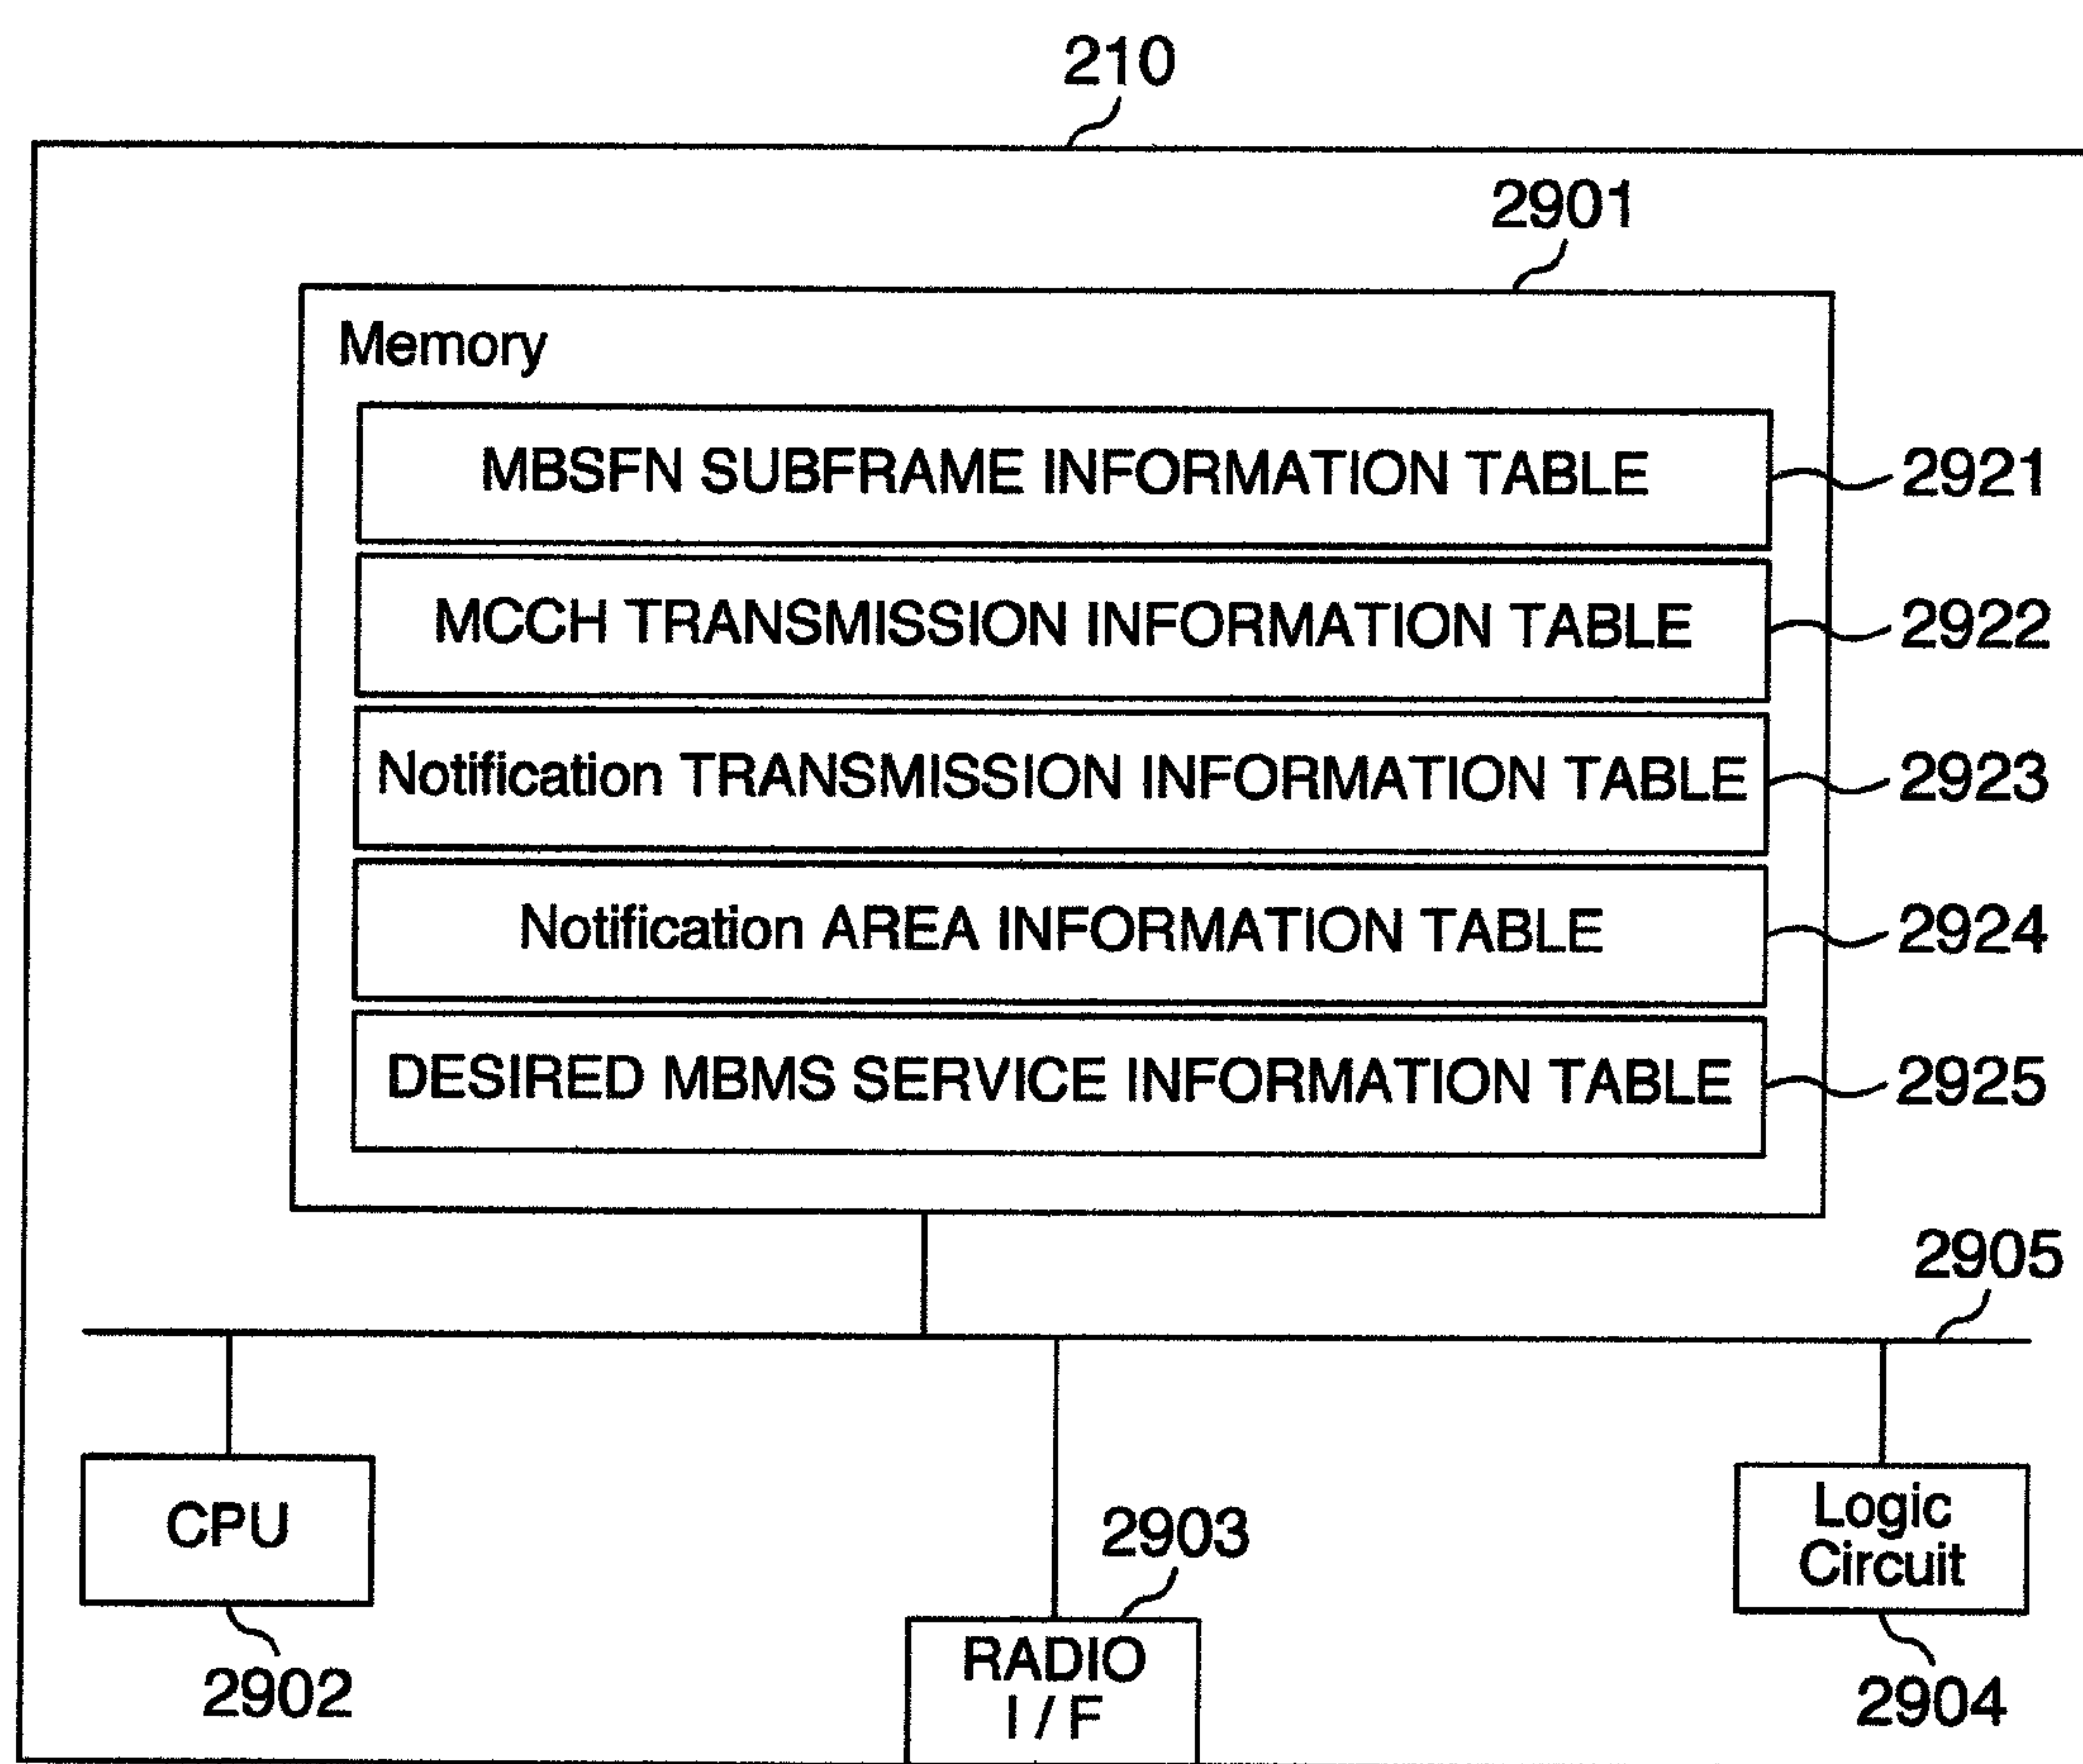 210
2901
Memory
MBSFN SUBFRAME INFORMATION TABLE
2921
MCCH TRANSMISSION INFORMATION TABLE
2922
Notification TRANSMISSION INFORMATION TABLE
2923
Notification AREA INFORMATION TABLE
2924
DESIRED MBMS SERVICE INFORMATION TABLE
2925
2905
CPU
2902
2903
RADIO
I / F
Logic
Circuit
2904